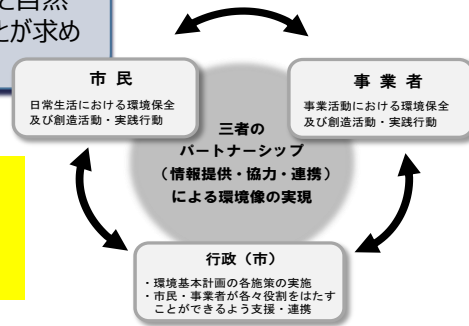 と自然
ことが求め
市 民
日常生活における環境保全
及び創造活動・実践行動
事 業 者
事業活動における環境保全
及び創造活動・実践行動
三者の
パートナーシップ
（情報提供・協力・連携）
による環境像の実現
行政（市）
・環境基本計画の各施策の実施
・市民・事業者が各々役割をはたす
ことができるよう支援・連携